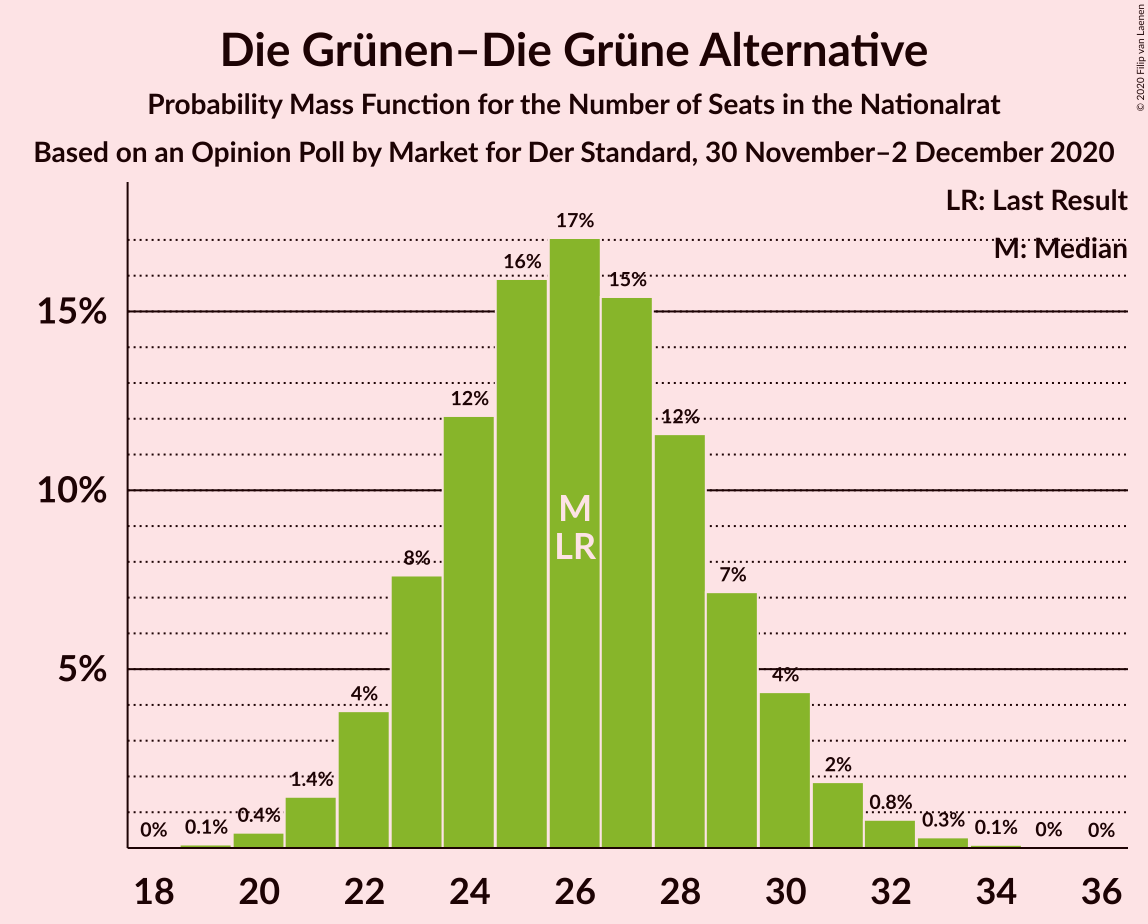 Die Grünen–Die Grüne Alternative
Probability Mass Function for the Number of Seats in the Nationalrat
Based on an Opinion Poll by Market for Der Standard, 30 November–2 December 2020
© 2020 Filip van Laenen
LR: Last Result
M: Median
15%
10%
5%
0%
0.1%
0.4%
1.4%
4%
8%
12%
16%
17%
15%
12%
7%
4%
2%
0.8%
0.3%
0.1%
0%
0%
M
LR
18 20 22 24 26 28 30 32 34 36